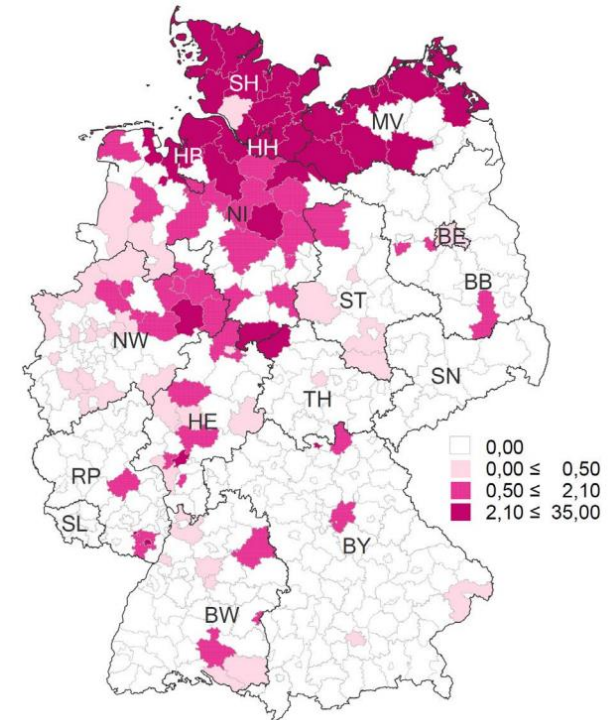 SH
MV
HH
HB
NI
BE
ST
BB
NW
SN
TH
HE
RP
SL
BY
BW
0,00
0,00 ≤ 0,50
0,50 ≤ 2,10
2,10 ≤ 35,00